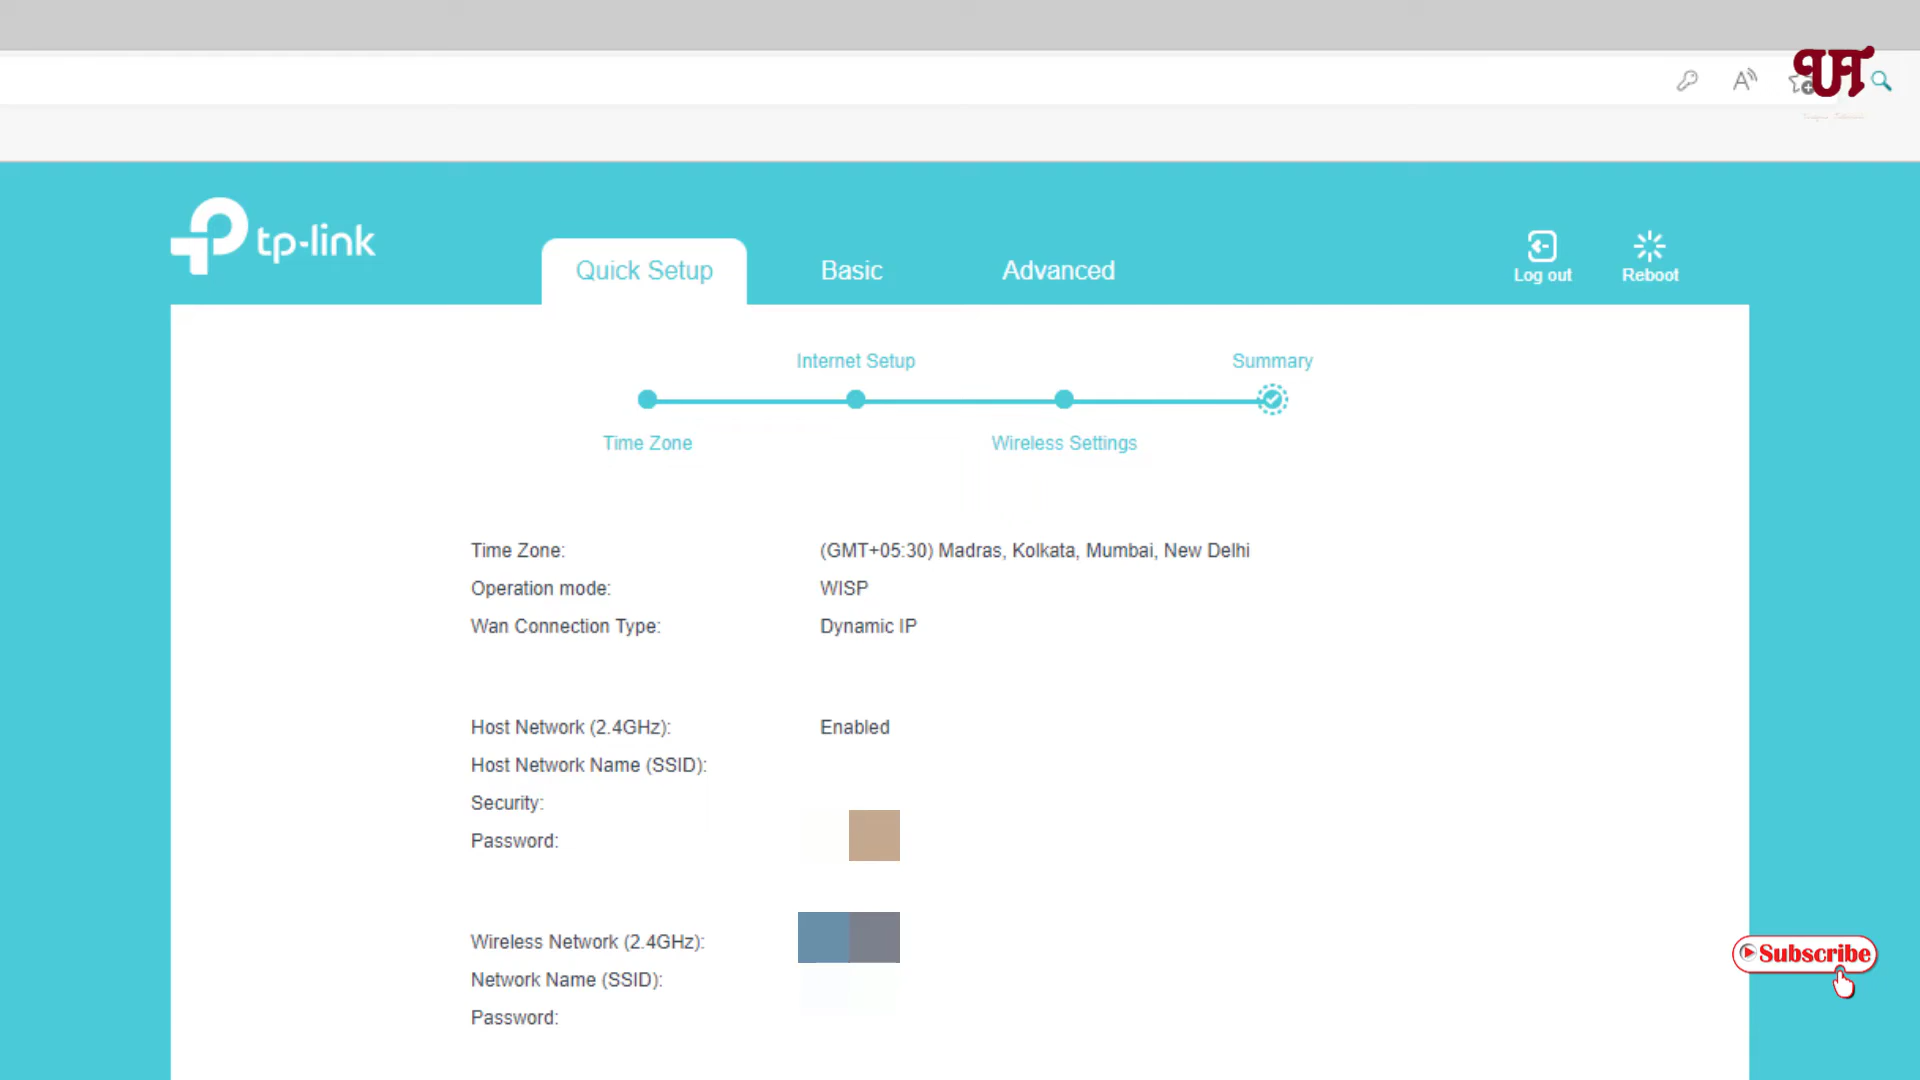 UA
tp-link
Quick Setup
Basic
Advanced
Log out
Reboot
Internet Setup
Summary
Time Zone
Wireless Settings
Time Zone: (GMT+05:30) Madras, Kolkata, Mumbai, New Delhi
Operation mode: WISP
Wan Connection Type: Dynamic IP
Host Network (2.4GHz): Enabled
Host Network Name (SSID):
Security:
Password:
Wireless Network (2.4GHz):
Network Name (SSID):
Password:
Subscribe